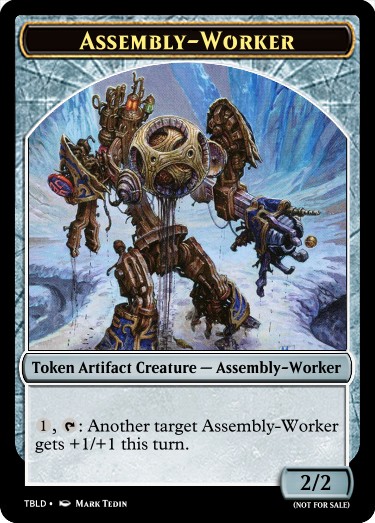 Assembly-Worker
Token Artifact Creature — Assembly-Worker
1, T: Another target Assembly-Worker
gets +1/+1 this turn.
2/2
TBLD • Mark Tedin
(NOT FOR SALE)